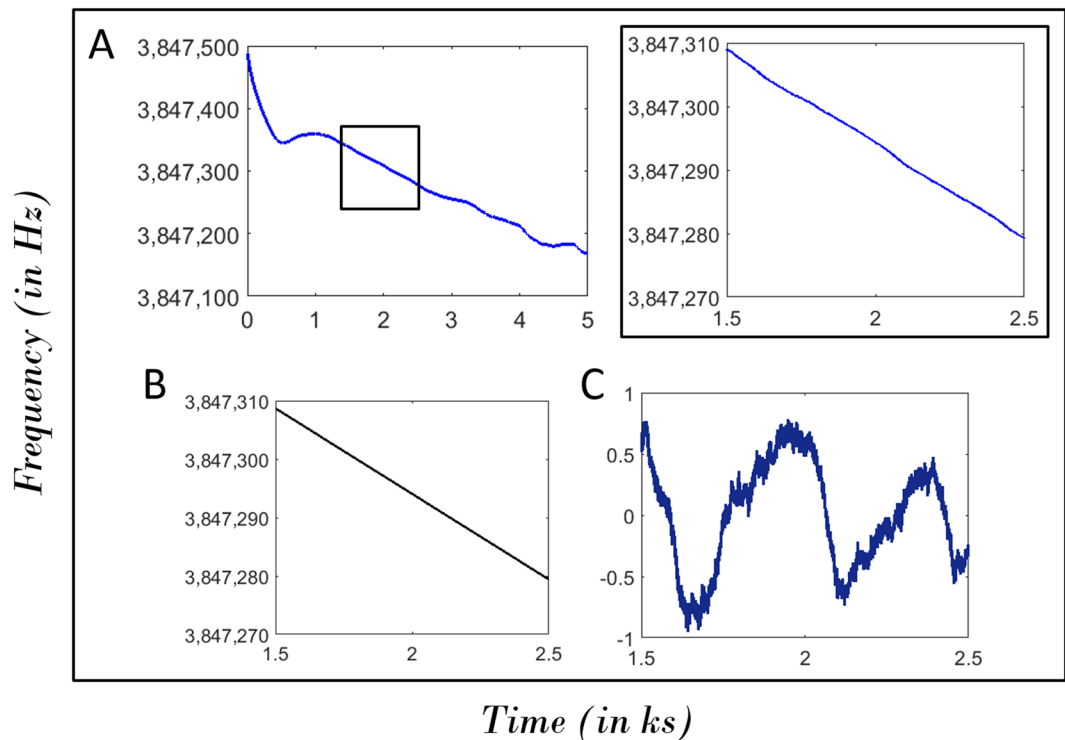 A
3,847,500
3,847,400
3,847,300
3,847,200
3,847,100
0 1 2 3 4 5
3,847,310
3,847,300
3,847,290
3,847,280
3,847,270
1.5 2 2.5
B
3,847,310
3,847,300
3,847,290
3,847,280
3,847,270
1.5 2 2.5
C
1
0.5
0
-0.5
-1
1.5 2 2.5
Frequency (in Hz)
Time (in ks)